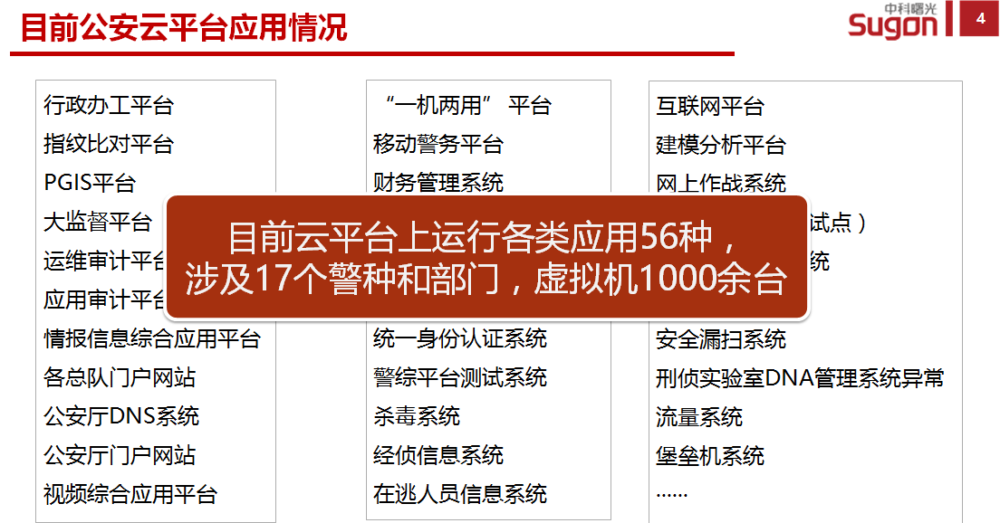 目前公安云平台应用情况
中科曙光
Sugon
4
行政办工平台
指纹比对平台
PGIS平台
大监督平台
运维审计平台
应用审计平台
情报信息综合应用平台
各总队门户网站
公安厅DNS系统
公安厅门户网站
视频综合应用平台
“一机两用” 平台
移动警务平台
财务管理系统
统一身份认证系统
警综平台测试系统
杀毒系统
经侦信息系统
在逃人员信息系统
互联网平台
建模分析平台
网上作战系统
试点）
统
安全漏扫系统
刑侦实验室DNA管理系统异常
流量系统
堡垒机系统
……
目前云平台上运行各类应用56种，
涉及17个警种和部门，虚拟机1000余台